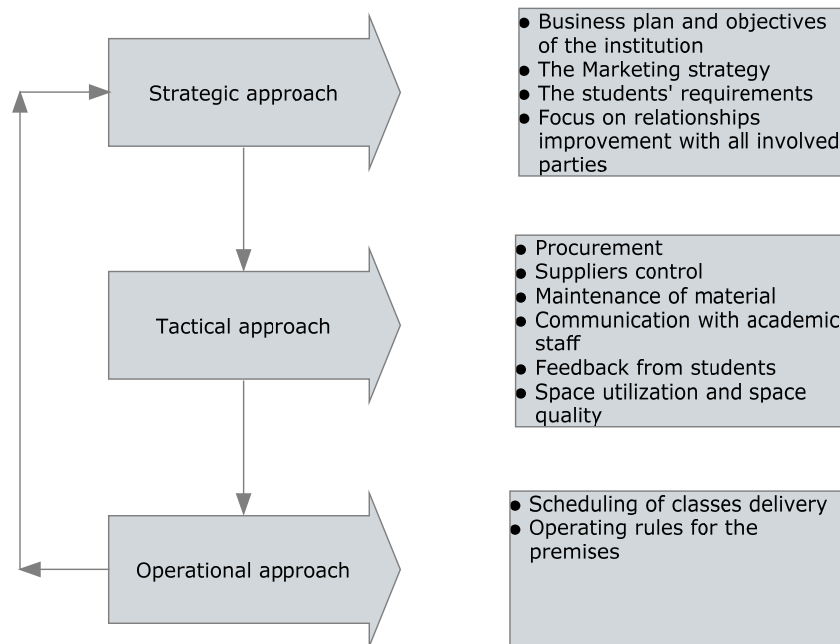 Strategic approach
● Business plan and objectives
of the institution
● The Marketing strategy
● The students' requirements
● Focus on relationships
improvement with all involved
parties
Tactical approach
● Procurement
● Suppliers control
● Maintenance of material
● Communication with academic
staff
● Feedback from students
● Space utilization and space
quality
Operational approach
● Scheduling of classes delivery
● Operating rules for the
premises